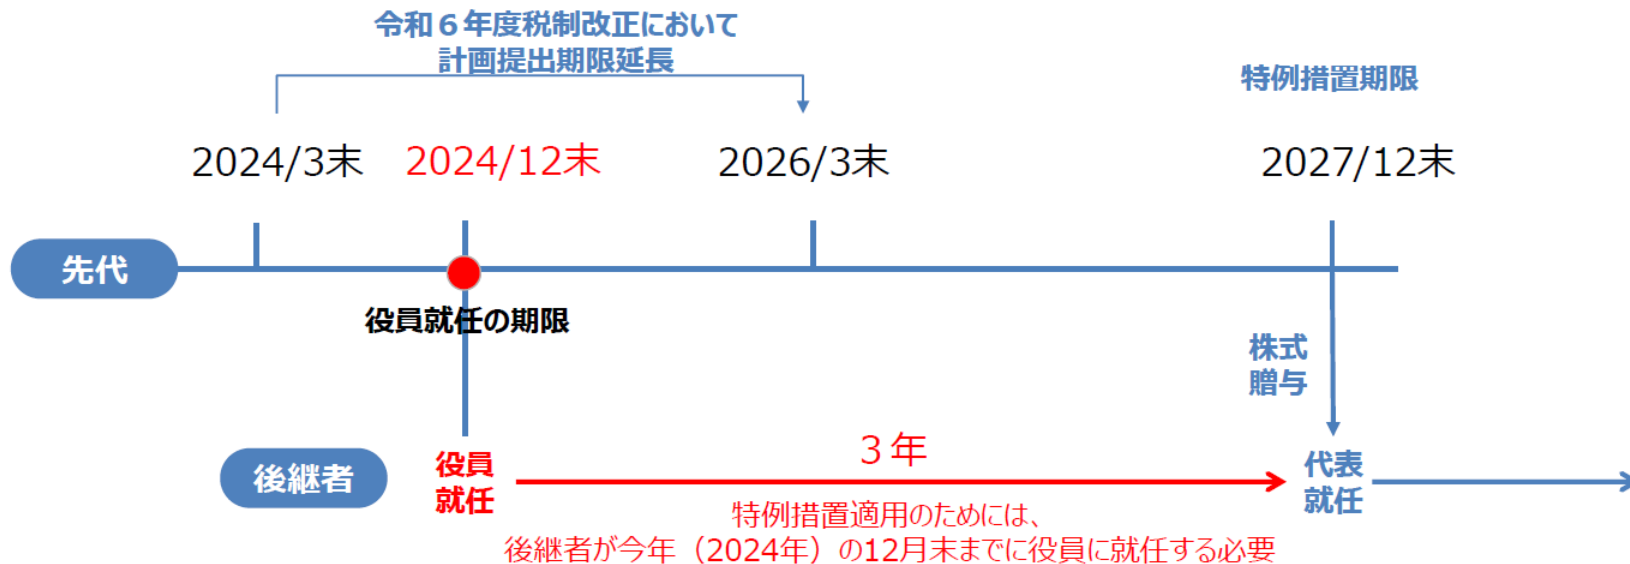 令和６年度税制改正において
計画提出期限延長
特例措置期限
2024/3末
2024/12末
2026/3末
2027/12末
先代
役員就任の期限
株式
贈与
後継者
役員
就任
３年
代表
就任
特例措置適用のためには、
後継者が今年（2024年）の12月末までに役員に就任する必要